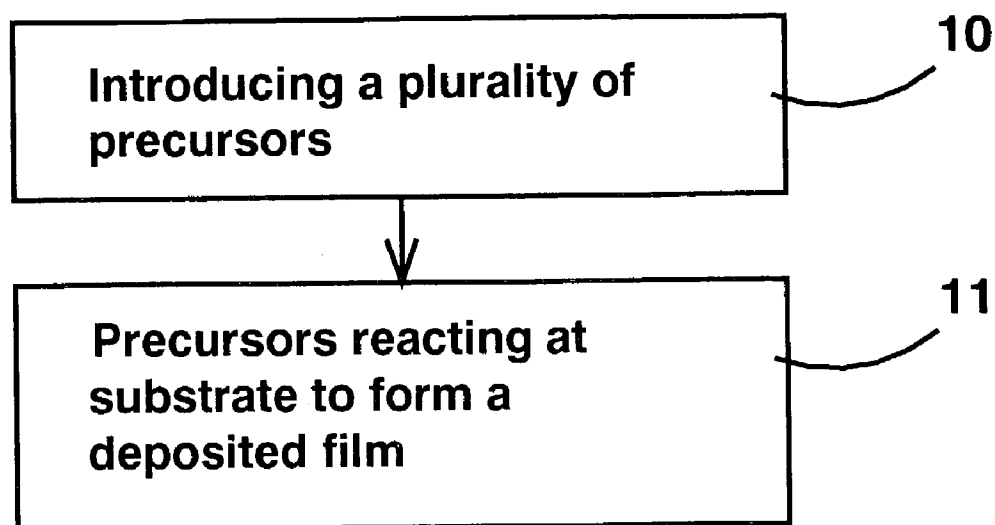 10
Introducing a plurality of
precursors
11
Precursors reacting at
substrate to form a
deposited film